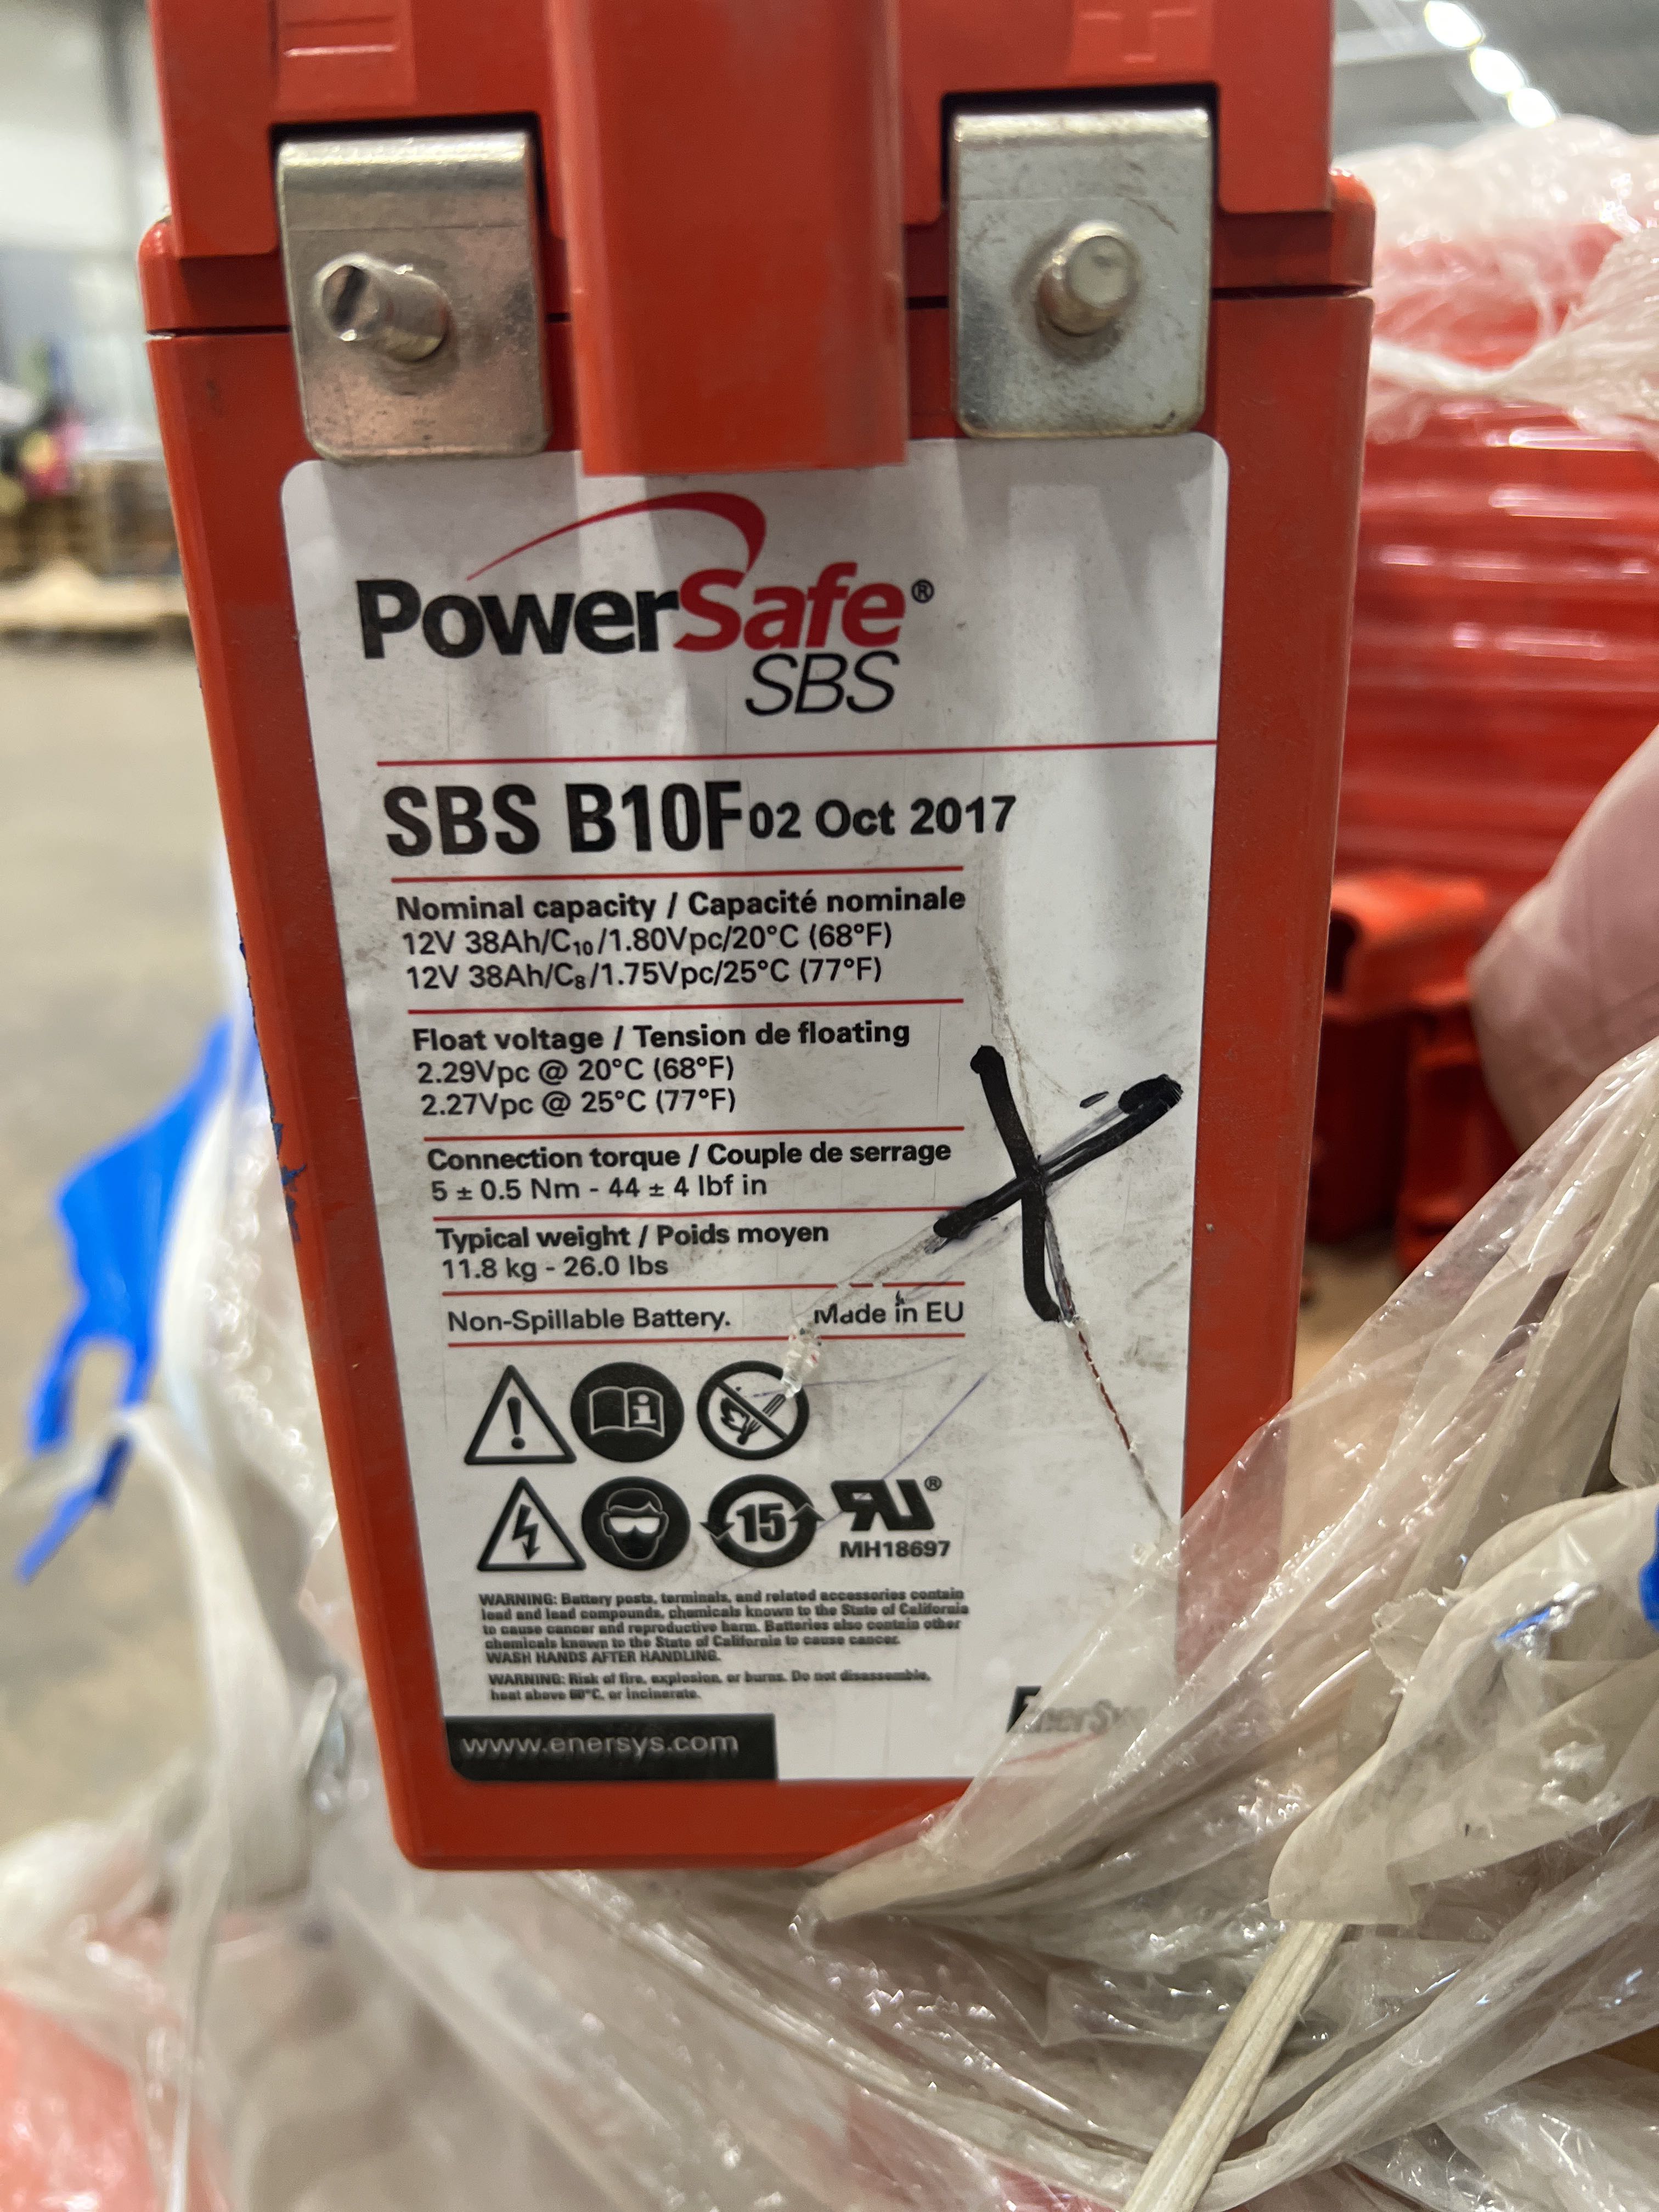 PowerSafe®
SBS
SBS B10F 02 Oct 2017
Nominal capacity / Capacité nominale
12V 38Ah/C₁₀/1.80Vpc/20°C (68°F)
12V 38Ah/C₈/1.75Vpc/25°C (77°F)
Float voltage / Tension de floating
2.29Vpc @ 20°C (68°F)
2.27Vpc @ 25°C (77°F)
Connection torque / Couple de serrage
5 ± 0.5 Nm - 44 ± 4 lbf in
Typical weight / Poids moyen
11.8 kg - 26.0 lbs
Non-Spillable Battery. Made in EU
15 ®
MH18697
WARNING: Battery posts, terminals, and related accessories contain
lead and lead compounds, chemicals known to the State of California
to cause cancer and reproductive harm. Batteries also contain other
chemicals known to the State of California to cause cancer.
WASH HANDS AFTER HANDLING.
WARNING: Risk of fire, explosion, or burns. Do not disassemble,
heat above 60°C, or incinerate.
www.enersys.com